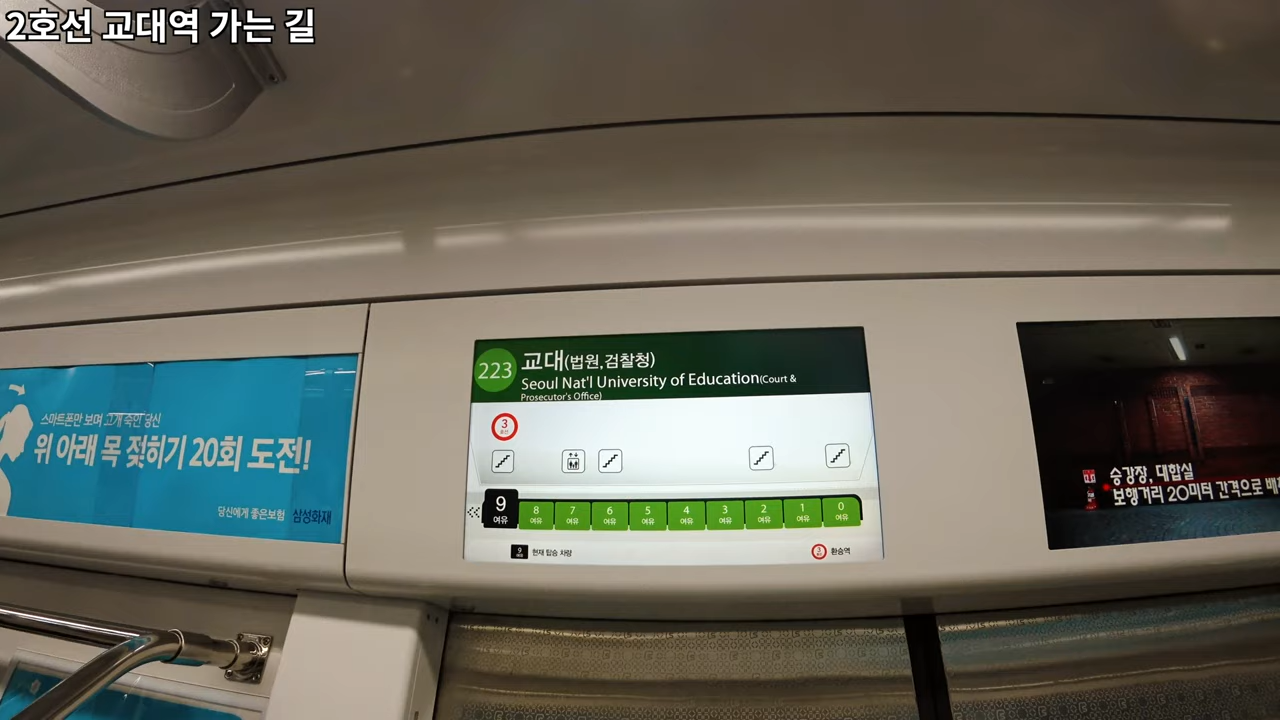 2호선 교대역 가는 길
스마트폰만 보며 고개 숙인 당신
위 아래 목 젖히기 20회 도전!
당신에게 좋은보험 삼성화재
223 교대(법원,검찰청)
Seoul Nat'l University of Education(Court &
Prosecutor's Office)
3
호선
9 8 7 6 5 4 3 2 1 0
여유 여유 여유 여유 여유 여유 여유 여유 여유 여유
9 현재 탑승 차량
3 환승역
승강장, 대합실
보행거리 20미터 간격으로